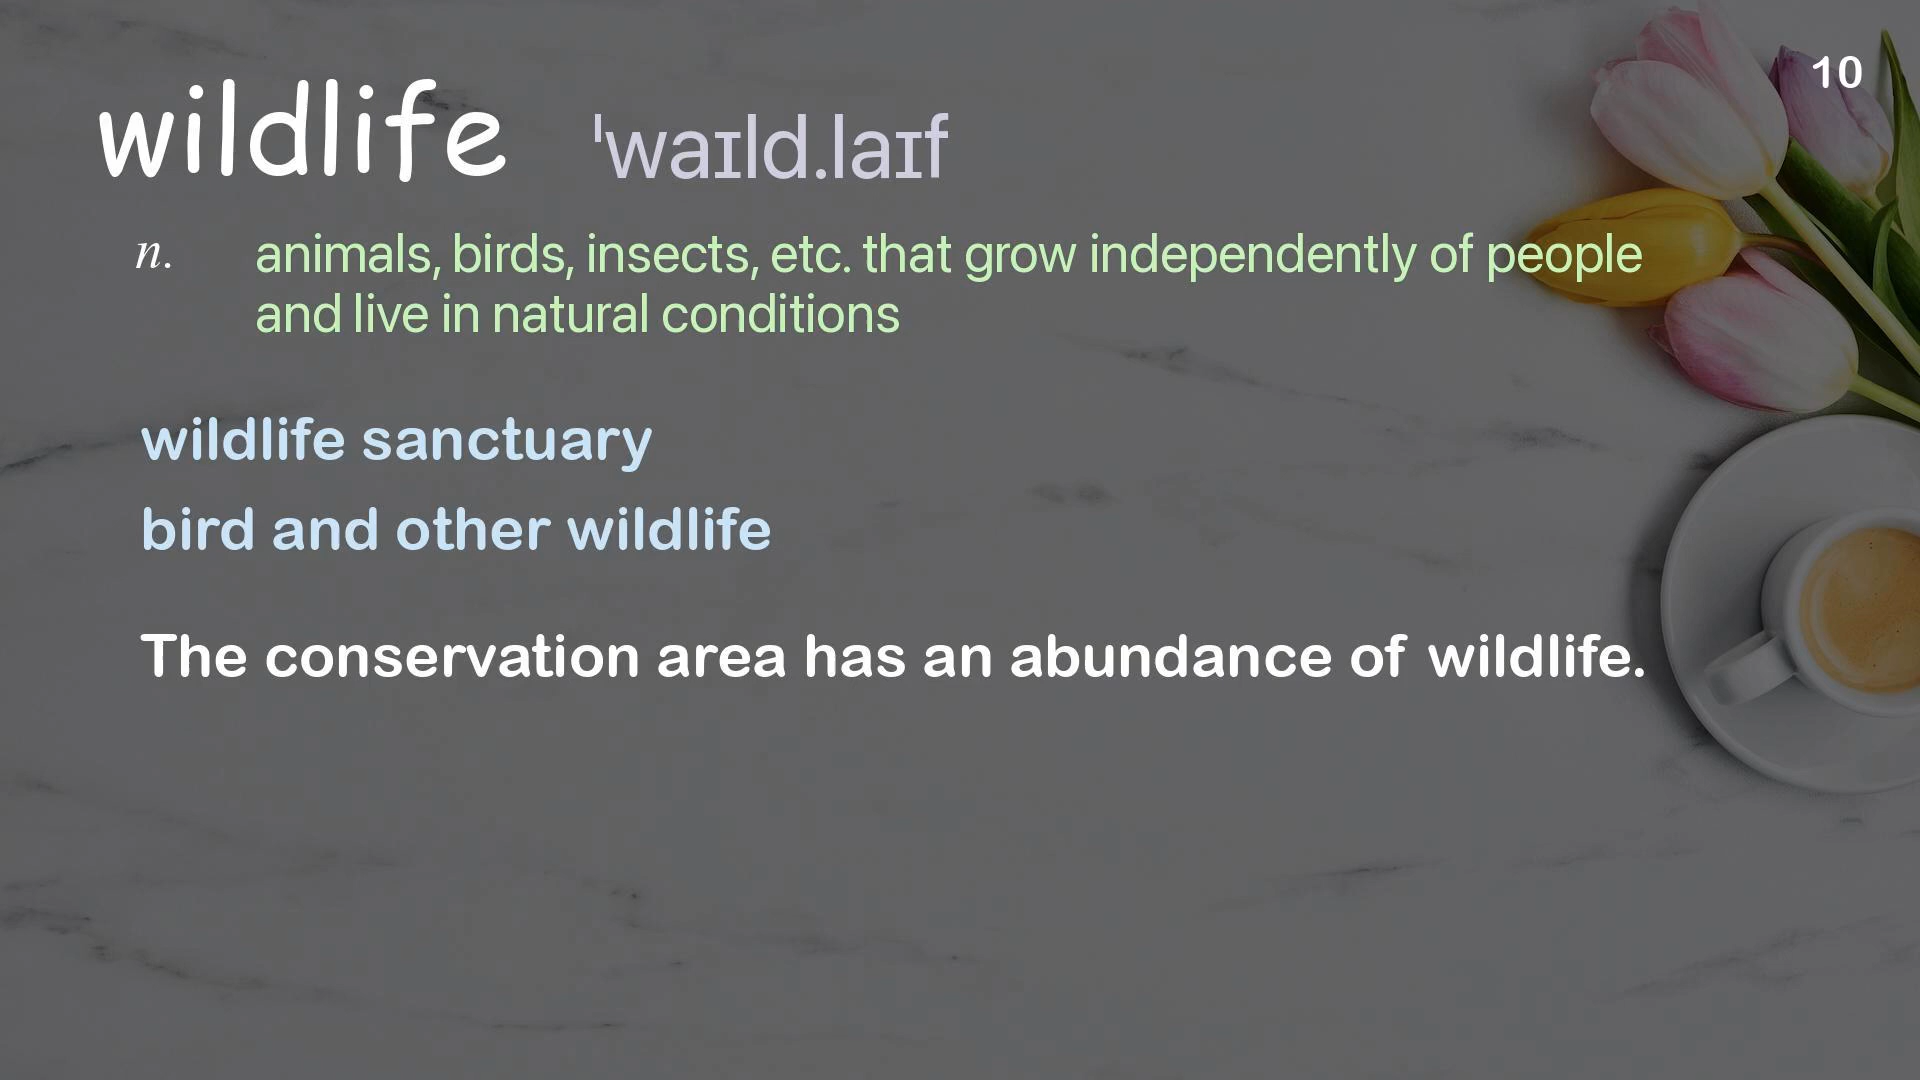 10
wildlife ˈwaɪld.laɪf
n. animals, birds, insects, etc. that grow independently of people
and live in natural conditions
wildlife sanctuary
bird and other wildlife
The conservation area has an abundance of wildlife.